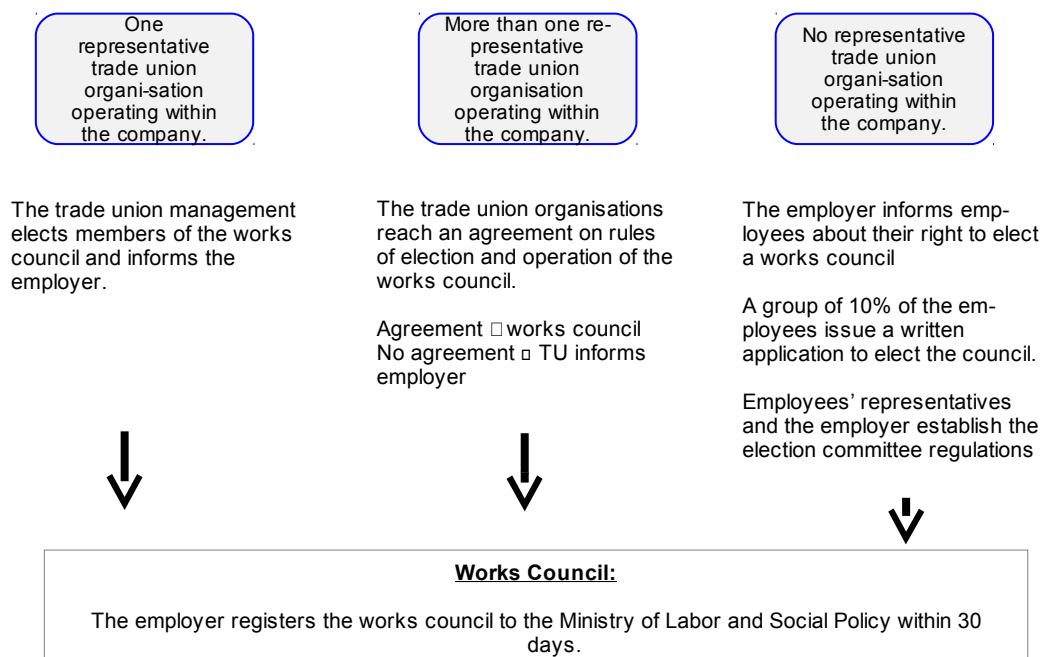 One
representative
trade union
organi-sation
operating within
the company.
More than one re-
presentative
trade union
organisation
operating within
the company.
No representative
trade union
organi-sation
operating within
the company.
The trade union management
elects members of the works
council and informs the
employer.
The trade union organisations
reach an agreement on rules
of election and operation of the
works council.
Agreement □ works council
No agreement □ TU informs
employer
The employer informs emp-
loyees about their right to elect
a works council
A group of 10% of the em-
ployees issue a written
application to elect the council.
Employees’ representatives
and the employer establish the
election committee regulations
Works Council:
The employer registers the works council to the Ministry of Labor and Social Policy within 30
days.